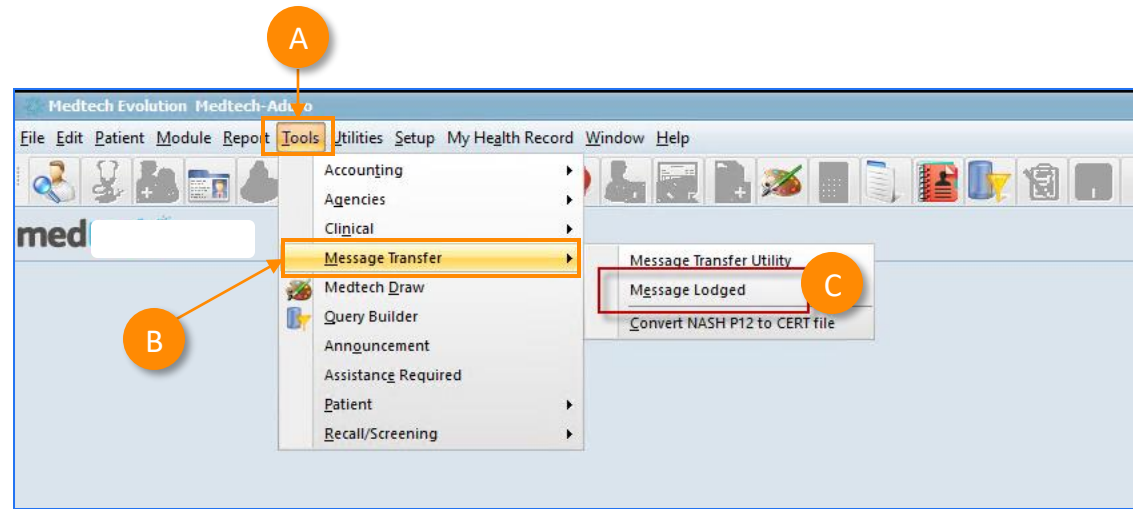 A
Medtech Evolution Medtech-Aduro
File Edit Patient Module Report Tools Utilities Setup My Health Record Window Help
med
Accounting
Agencies
Clinical
Message Transfer
Medtech Draw
Query Builder
Announcement
Assistance Required
Patient
Recall/Screening
Message Transfer Utility
Message Lodged
Convert NASH P12 to CERT file
B
C